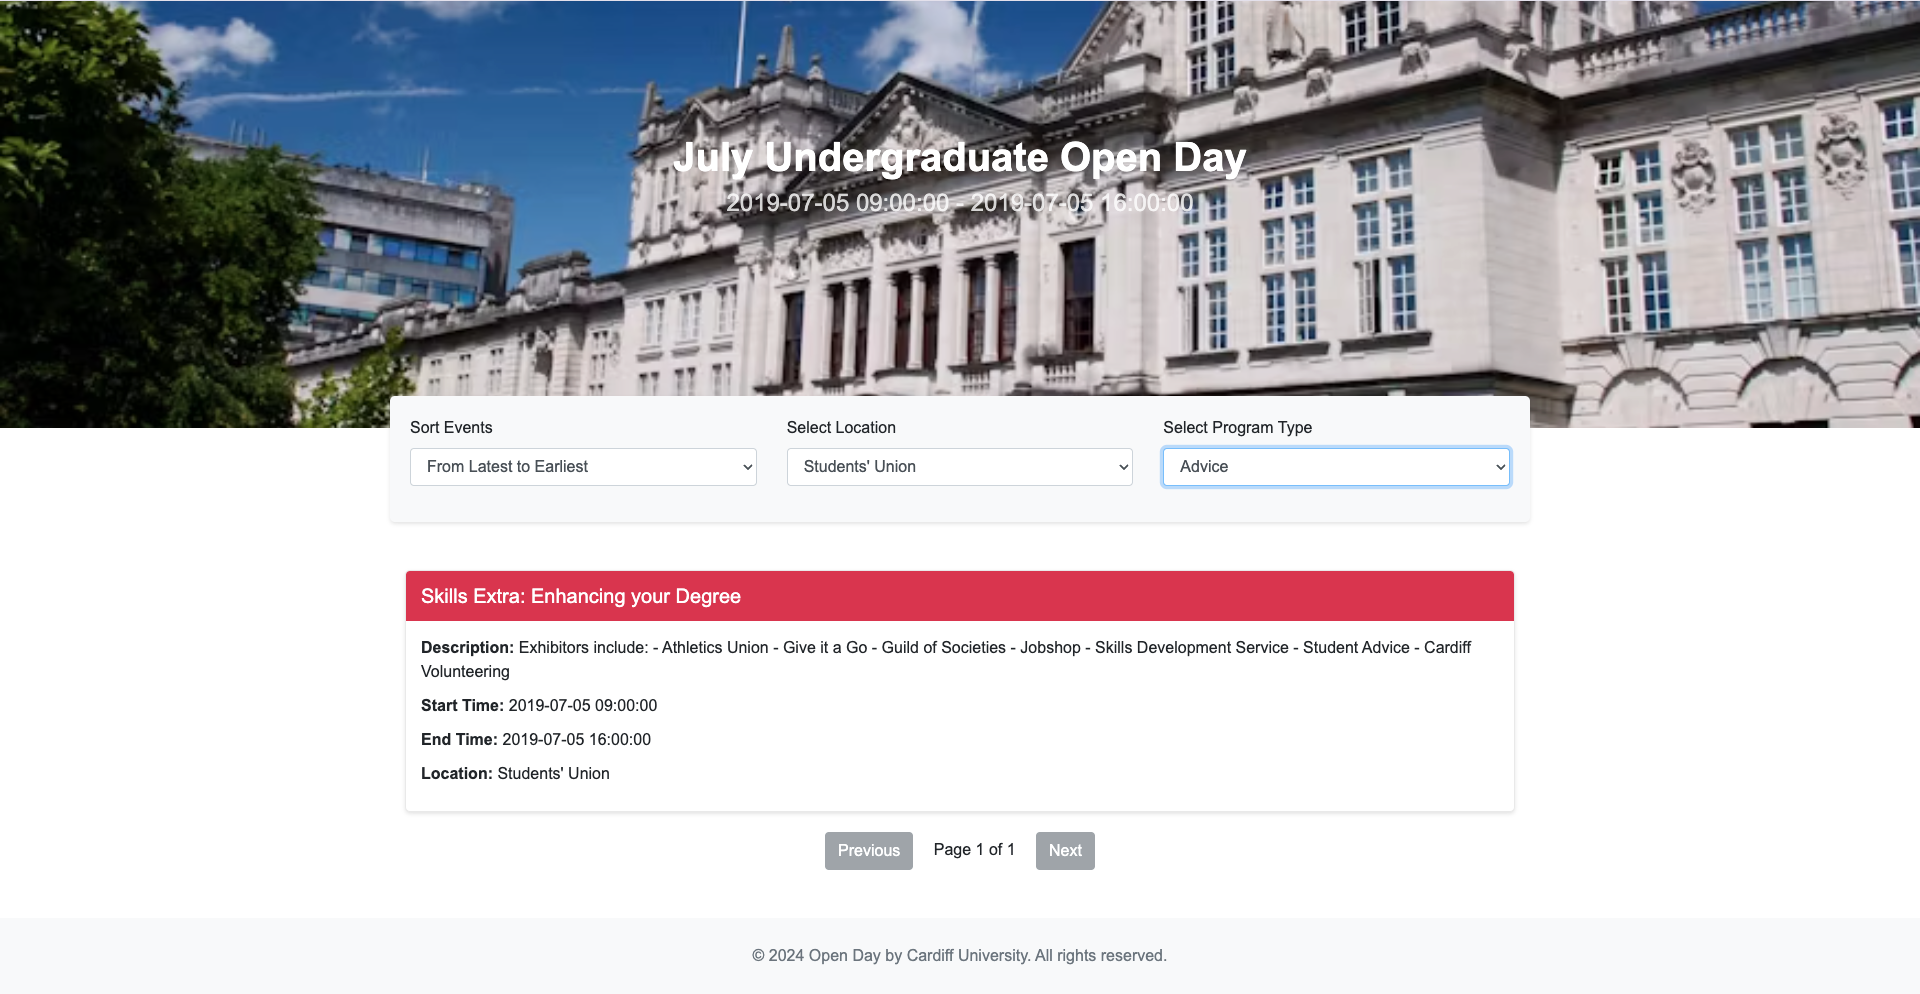 July Undergraduate Open Day
2019-07-05 09:00:00 - 2019-07-05 16:00:00
Sort Events
From Latest to Earliest
Select Location
Students' Union
Select Program Type
Advice
Skills Extra: Enhancing your Degree
Description: Exhibitors include: - Athletics Union - Give it a Go - Guild of Societies - Jobshop - Skills Development Service - Student Advice - Cardiff
Volunteering
Start Time: 2019-07-05 09:00:00
End Time: 2019-07-05 16:00:00
Location: Students' Union
Previous
Page 1 of 1
Next
© 2024 Open Day by Cardiff University. All rights reserved.